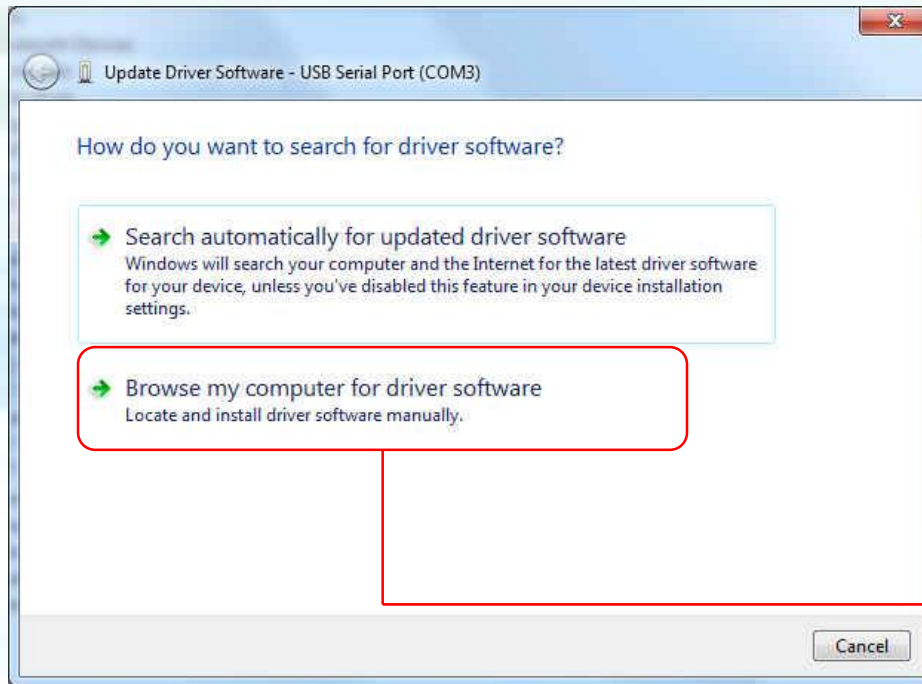 Update Driver Software - USB Serial Port (COM3)
How do you want to search for driver software?
Search automatically for updated driver software
Windows will search your computer and the Internet for the latest driver software
for your device, unless you've disabled this feature in your device installation
settings.
Browse my computer for driver software
Locate and install driver software manually.
Cancel